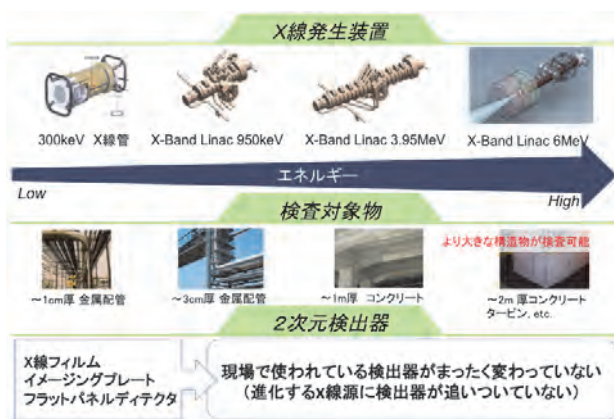 X線発生装置
300keV X線管
X-Band Linac 950keV
X-Band Linac 3.95MeV
X-Band Linac 6MeV
エネルギー
Low
High
検査対象物
より大きな構造物が検査可能
～1cm厚 金属配管
～3cm厚 金属配管
～1m厚 コンクリート
～2m 厚コンクリート
タービン, etc.
2次元検出器
X線フィルム
イメージングプレート
フラットパネルディテクタ
現場で使われている検出器がまったく変わっていない
(進化するX線源に検出器が追いついていない)